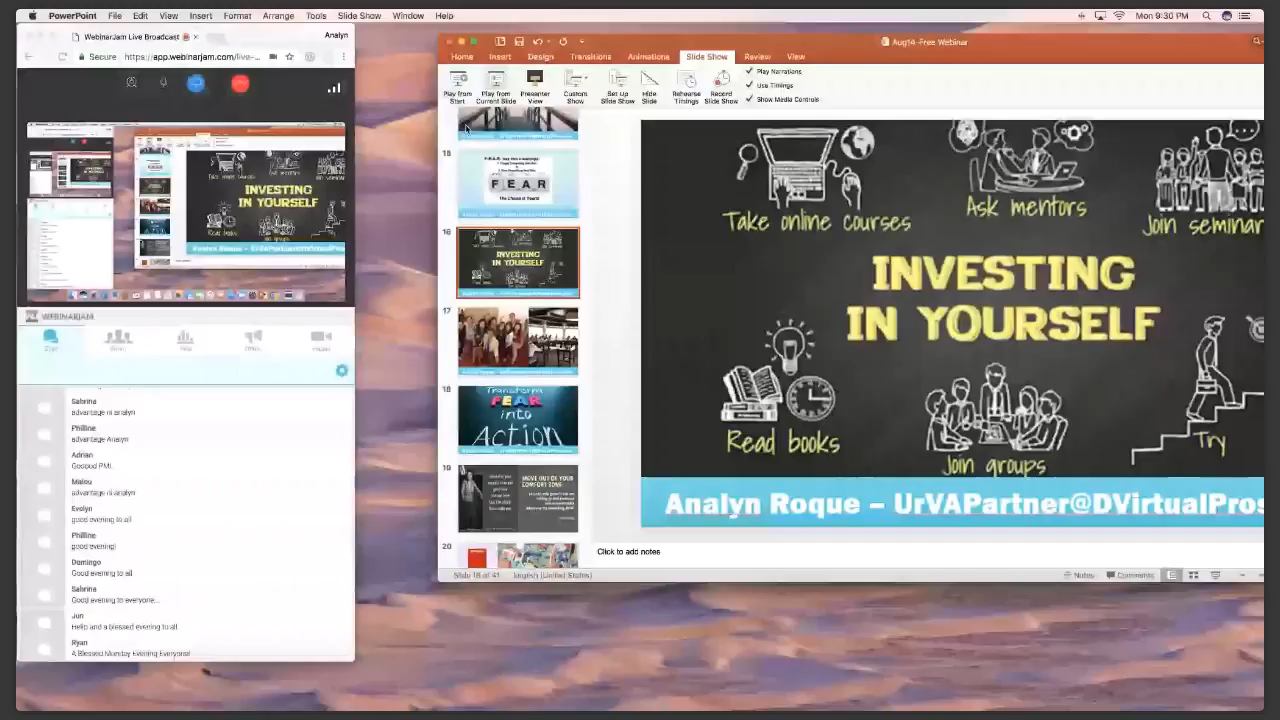 PowerPoint File Edit View Insert Format Arrange Tools Slide Show Window Help
Mon 9:30 PM
WebinarJam Live Broadcast
Analyn
Secure https://app.webinarjam.com/live-...
WEBINARJAM
Sabrina
advantage ni analyn
Philline
advantage Analyn
Adrian
Malou
advantage ni analyn
Evelyn
good evening to all
Philline
good evening!
Domingo
Good evening to all
Sabrina
Good evening to everyone...
Jun
Hello and a blessed evening to all
Ryan
A Blessed Monday Evening Everyone!
Aug14-Free Webinar
Home Insert Design Transitions Animations Slide Show Review View
Play from Start
Play from Current Slide
Presenter View
Custom Show
Set Up Slide Show
Hide Slide
Rehearse Timings
Record Slide Show
Play Narrations
Use Timings
Show Media Controls
15
FEAR
16
INVESTING
IN YOURSELF
17
18
Transform
FEAR
into
Action
19
MOVE OUT OF YOUR
COMFORT ZONE.
20
Take online courses
Ask mentors
Join seminar
INVESTING
IN YOURSELF
Read books
Join groups
Try
Analyn Roque – UrVAPartner@DVirtualPos
Click to add notes
Slide 16 of 41 English (United States)
Notes Comments